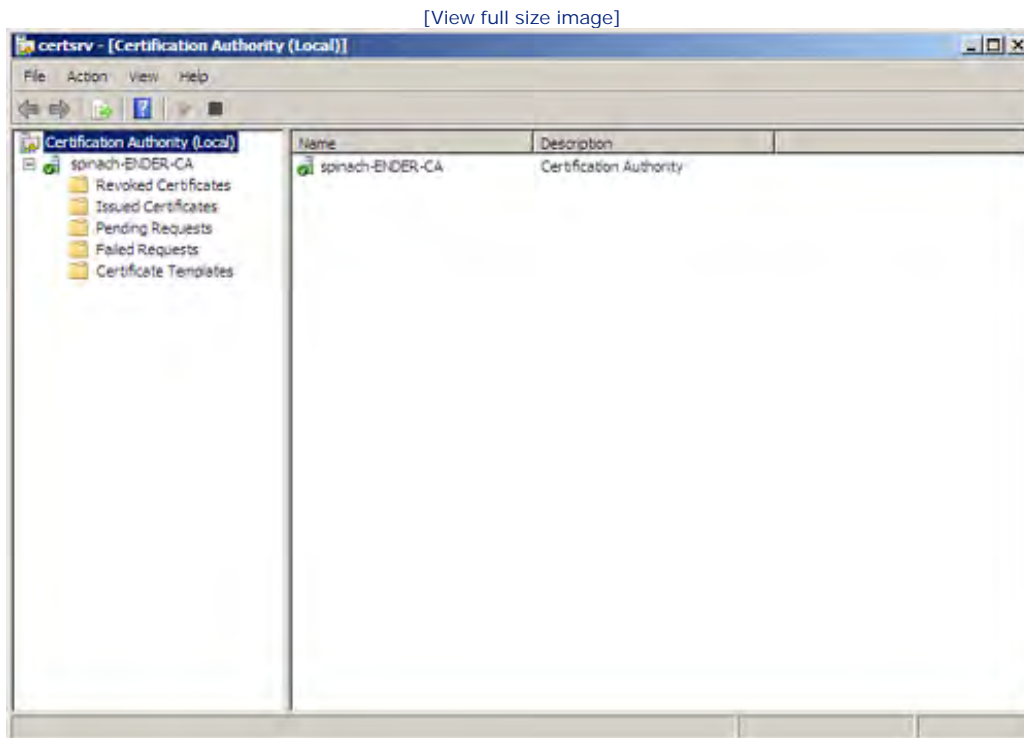 [View full size image]
certsrv - [Certification Authority (Local)]
File Action View Help
Certification Authority (Local)
spinach-ENDER-CA
Revoked Certificates
Issued Certificates
Pending Requests
Failed Requests
Certificate Templates
Name Description
spinach-ENDER-CA Certification Authority